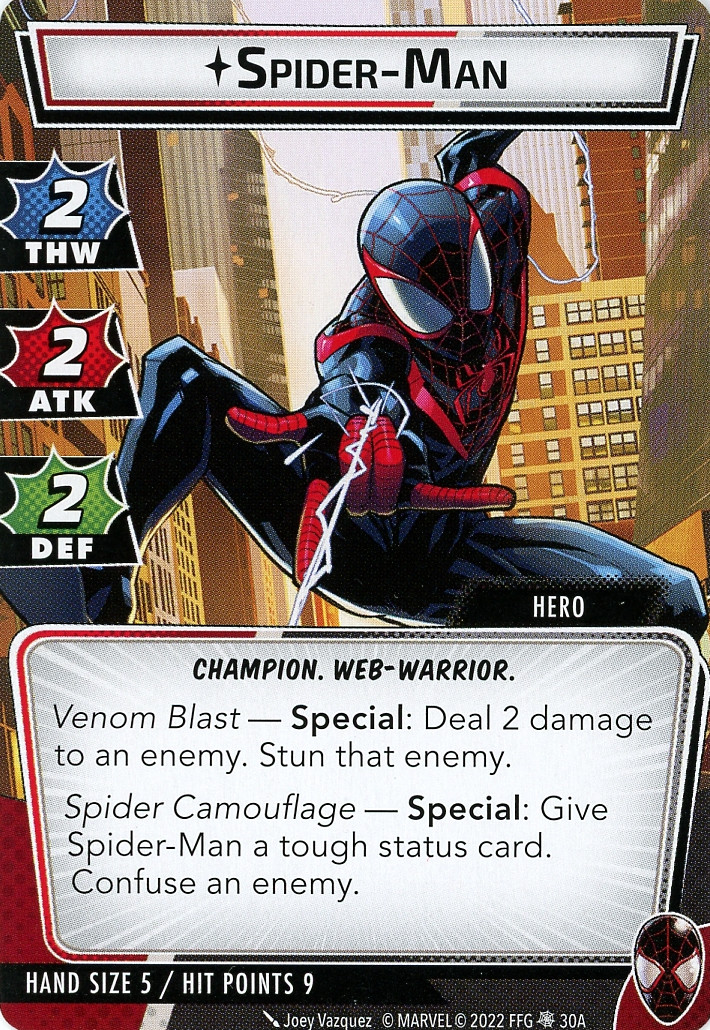 SPIDER-MAN
2
THW
2
ATK
2
DEF
HERO
CHAMPION. WEB-WARRIOR.
Venom Blast — Special: Deal 2 damage
to an enemy. Stun that enemy.
Spider Camouflage — Special: Give
Spider-Man a tough status card.
Confuse an enemy.
HAND SIZE 5 / HIT POINTS 9
Joey Vazquez © MARVEL © 2022 FFG 30A